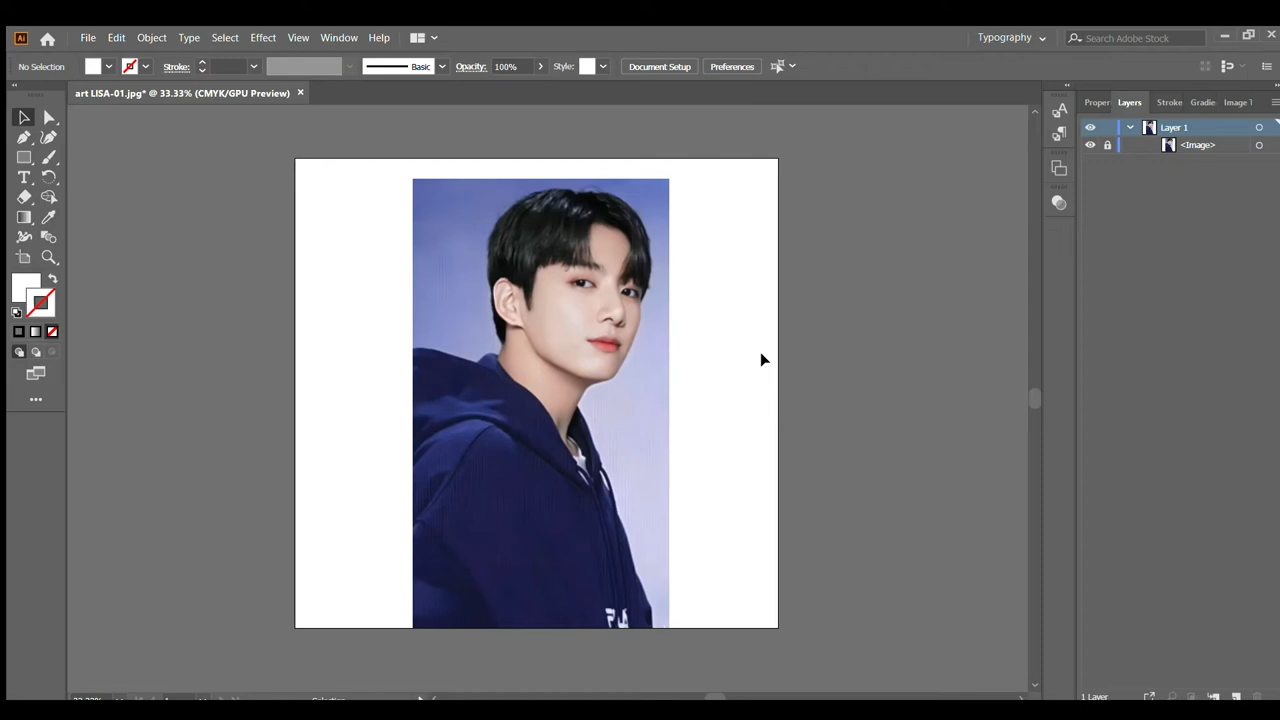 Ai File Edit Object Type Select Effect View Window Help Typography Search Adobe Stock
No Selection Stroke: Basic Opacity: 100% Style: Document Setup Preferences
art LISA-01.jpg* @ 33.33% (CMYK/GPU Preview) ×
Proper Layers Stroke Gradie Image T
Layer 1
<Image>
1 Layer